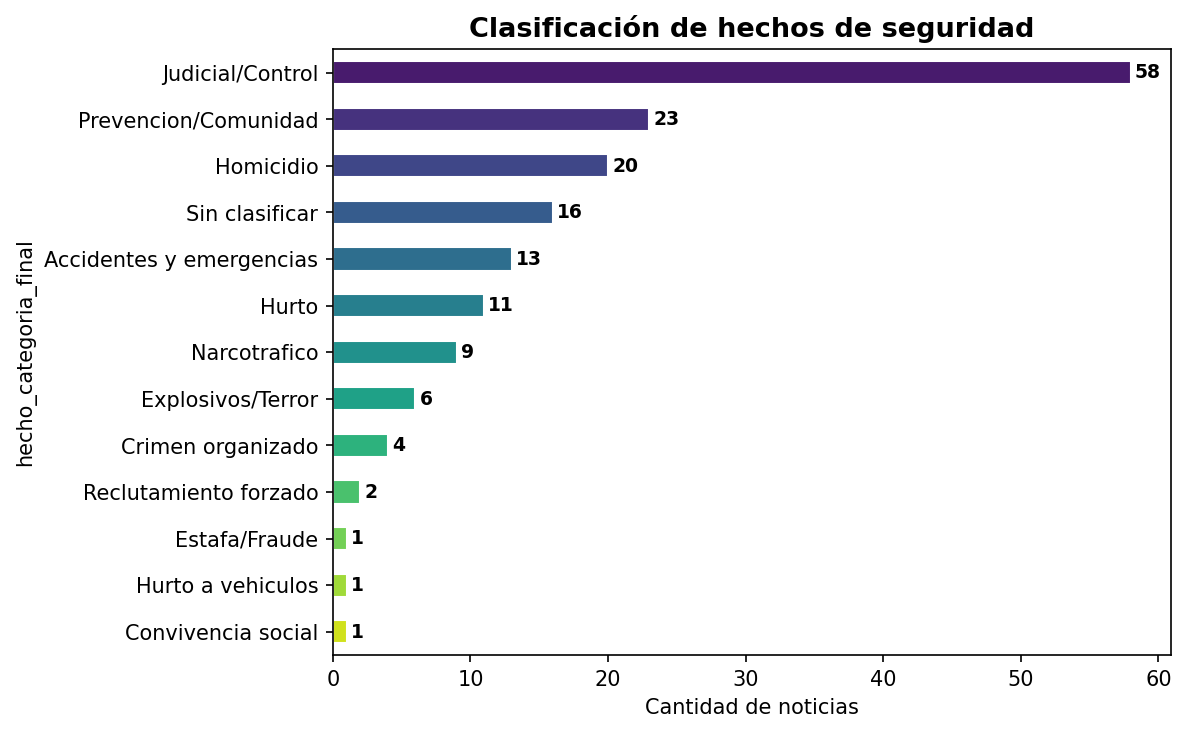 Clasificación de hechos de seguridad
Judicial/Control 58
Prevencion/Comunidad 23
Homicidio 20
Sin clasificar 16
Accidentes y emergencias 13
Hurto 11
Narcotrafico 9
Explosivos/Terror 6
Crimen organizado 4
Reclutamiento forzado 2
Estafa/Fraude 1
Hurto a vehiculos 1
Convivencia social 1
hecho_categoria_final
0 10 20 30 40 50 60
Cantidad de noticias